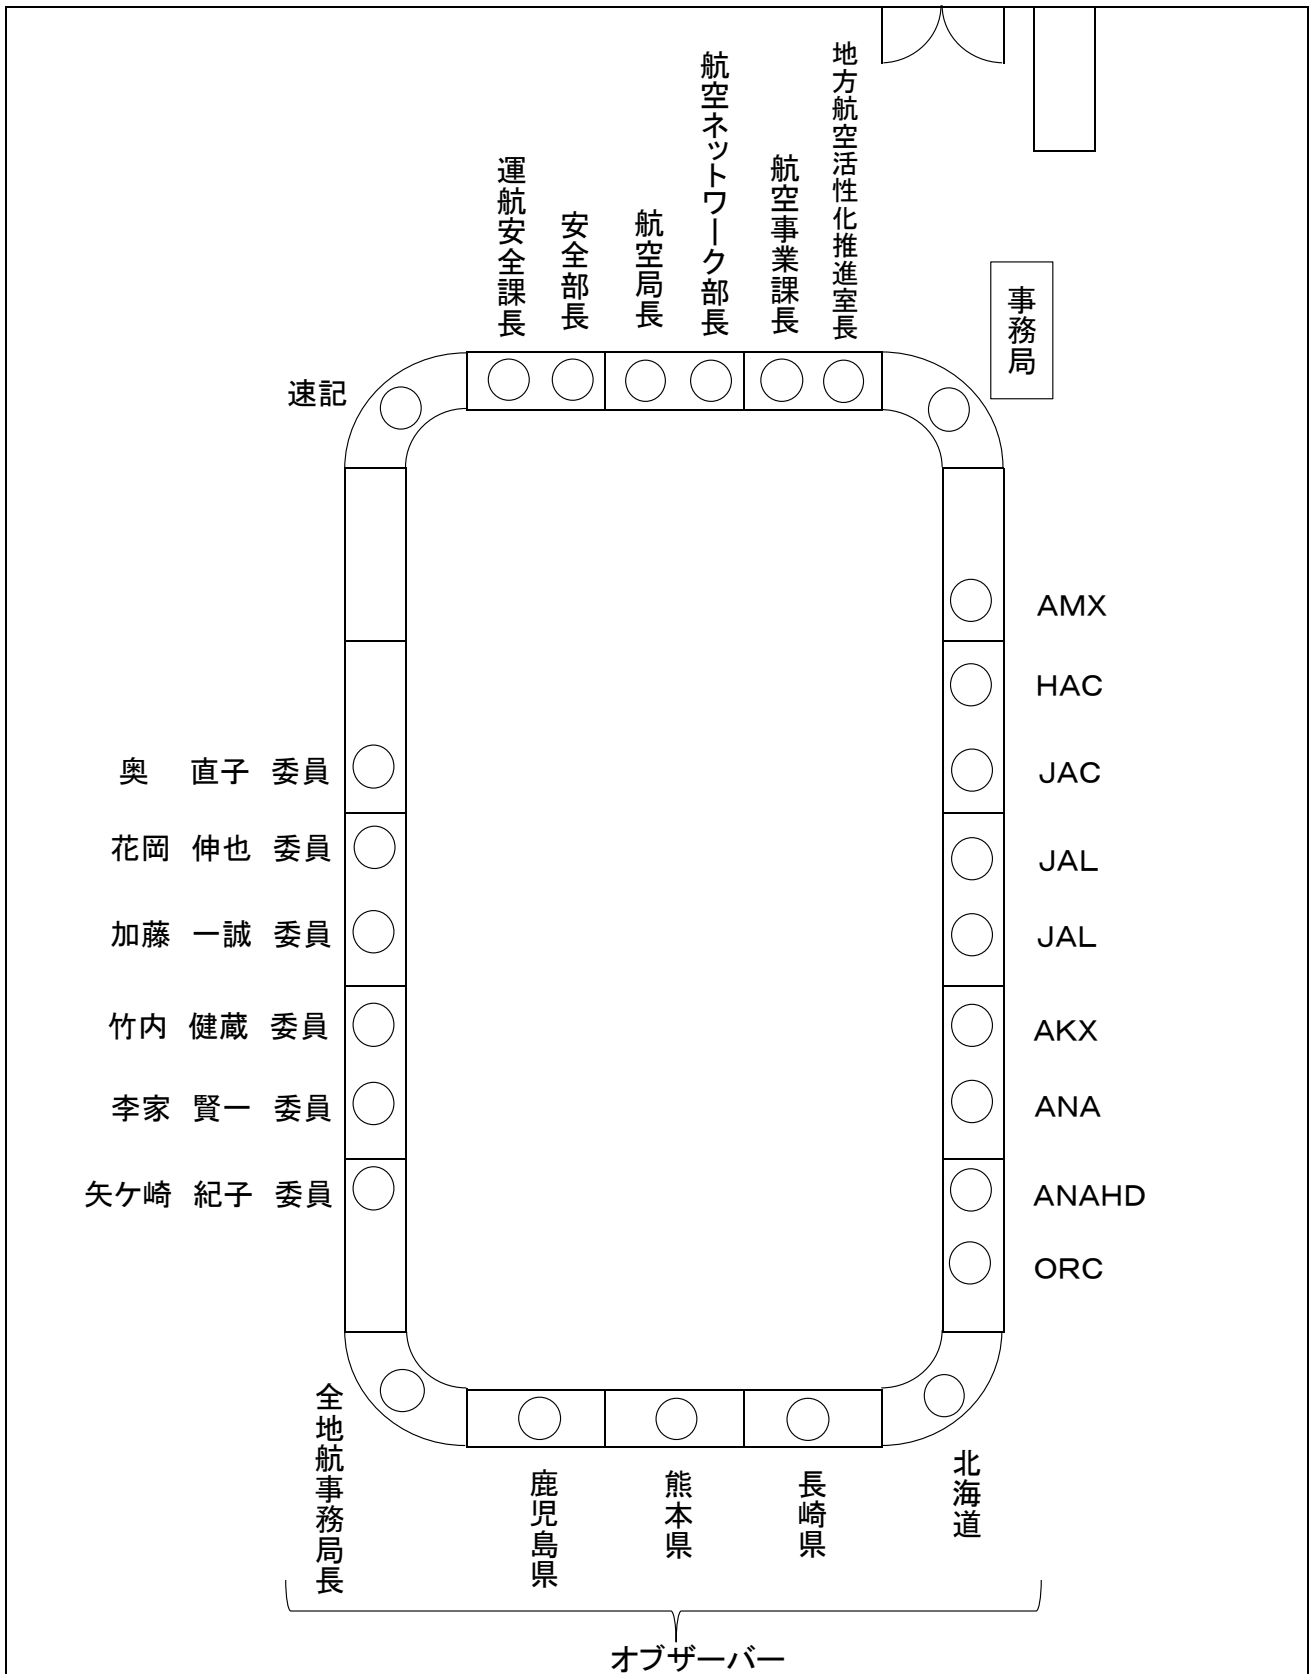 運航安全課長
安全部長
航空局長
航空ネットワーク部長
航空事業課長
地方航空活性化推進室長
事務局
速記
AMX
HAC
JAC
JAL
JAL
AKX
ANA
ANAHD
ORC
奥 直子 委員
花岡 伸也 委員
加藤 一誠 委員
竹内 健蔵 委員
李家 賢一 委員
矢ケ崎 紀子 委員
全地航事務局長
鹿児島県
熊本県
長崎県
北海道
オブザーバー